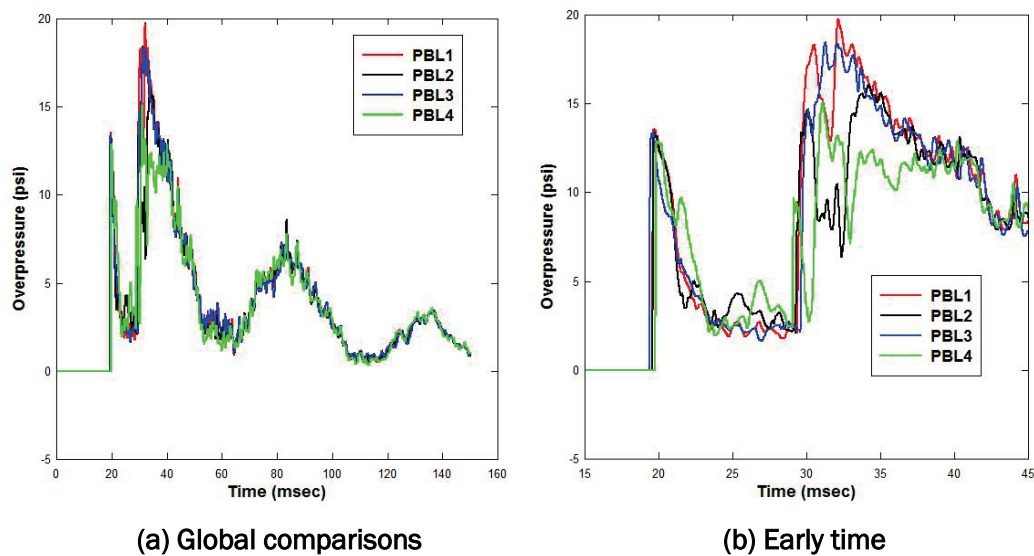 20
15
10
5
0
-5
Overpressure (psi)
PBL1
PBL2
PBL3
PBL4
0 20 40 60 80 100 120 140 160
Time (msec)
(a) Global comparisons
20
15
10
5
0
-5
Overpressure (psi)
PBL1
PBL2
PBL3
PBL4
15 20 25 30 35 40 45
Time (msec)
(b) Early time